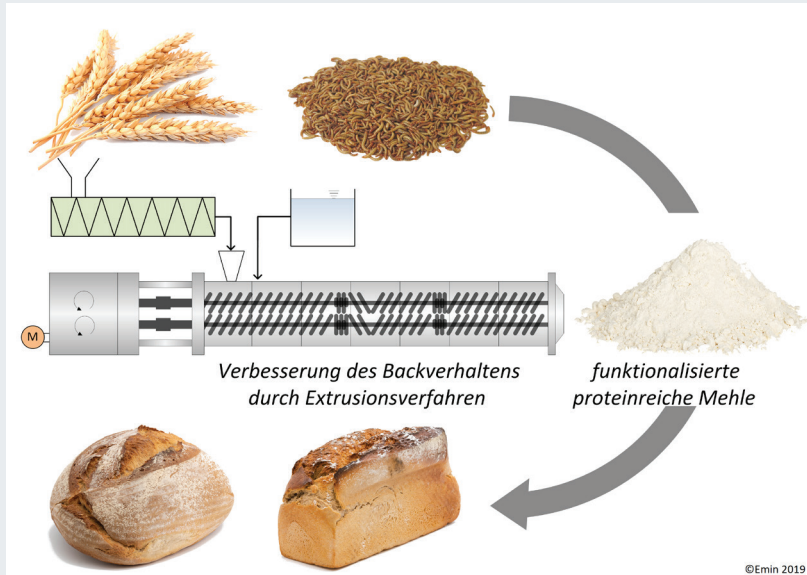 M
Verbesserung des Backverhaltens
durch Extrusionsverfahren
funktionalisierte
proteinreiche Mehle
©Emin 2019